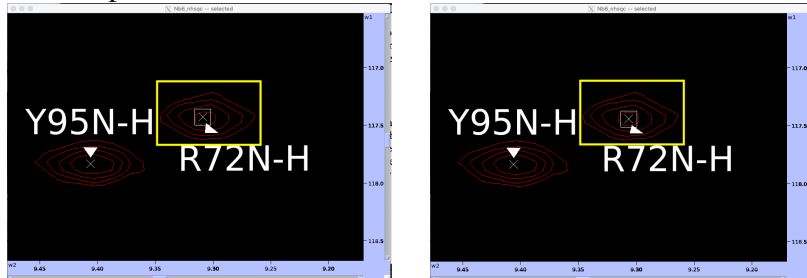 Nb6_nhsqc -- selected
w1
117.0
Y95N-H
117.5
R72N-H
118.0
118.5
w2
9.45 9.40 9.35 9.30 9.25 9.20
Nb6_nhsqc -- selected
w1
117.0
Y95N-H
117.5
R72N-H
118.0
118.5
w2
9.45 9.40 9.35 9.30 9.25 9.20